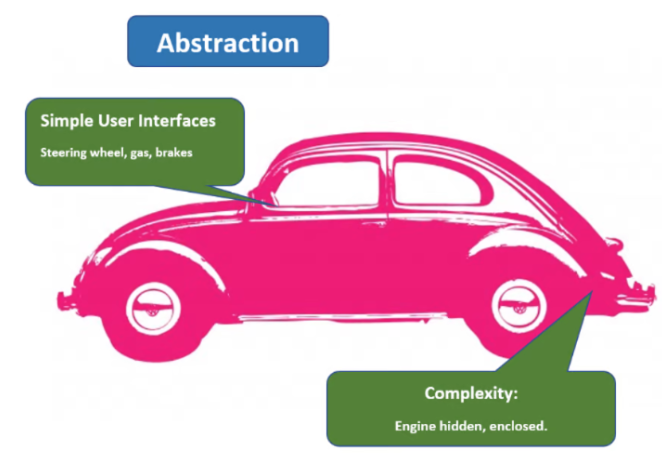 Abstraction
Simple User Interfaces
Steering wheel, gas, brakes
Complexity:
Engine hidden, enclosed.